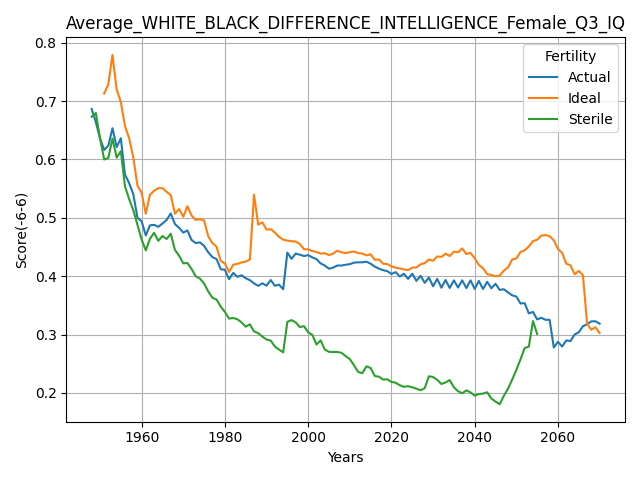 Average_WHITE_BLACK_DIFFERENCE_INTELLIGENCE_Female_Q3_IQ
Fertility
Actual
Ideal
Sterile
0.8
0.7
0.6
0.5
0.4
0.3
0.2
Score(-6-6)
1960 1980 2000 2020 2040 2060
Years